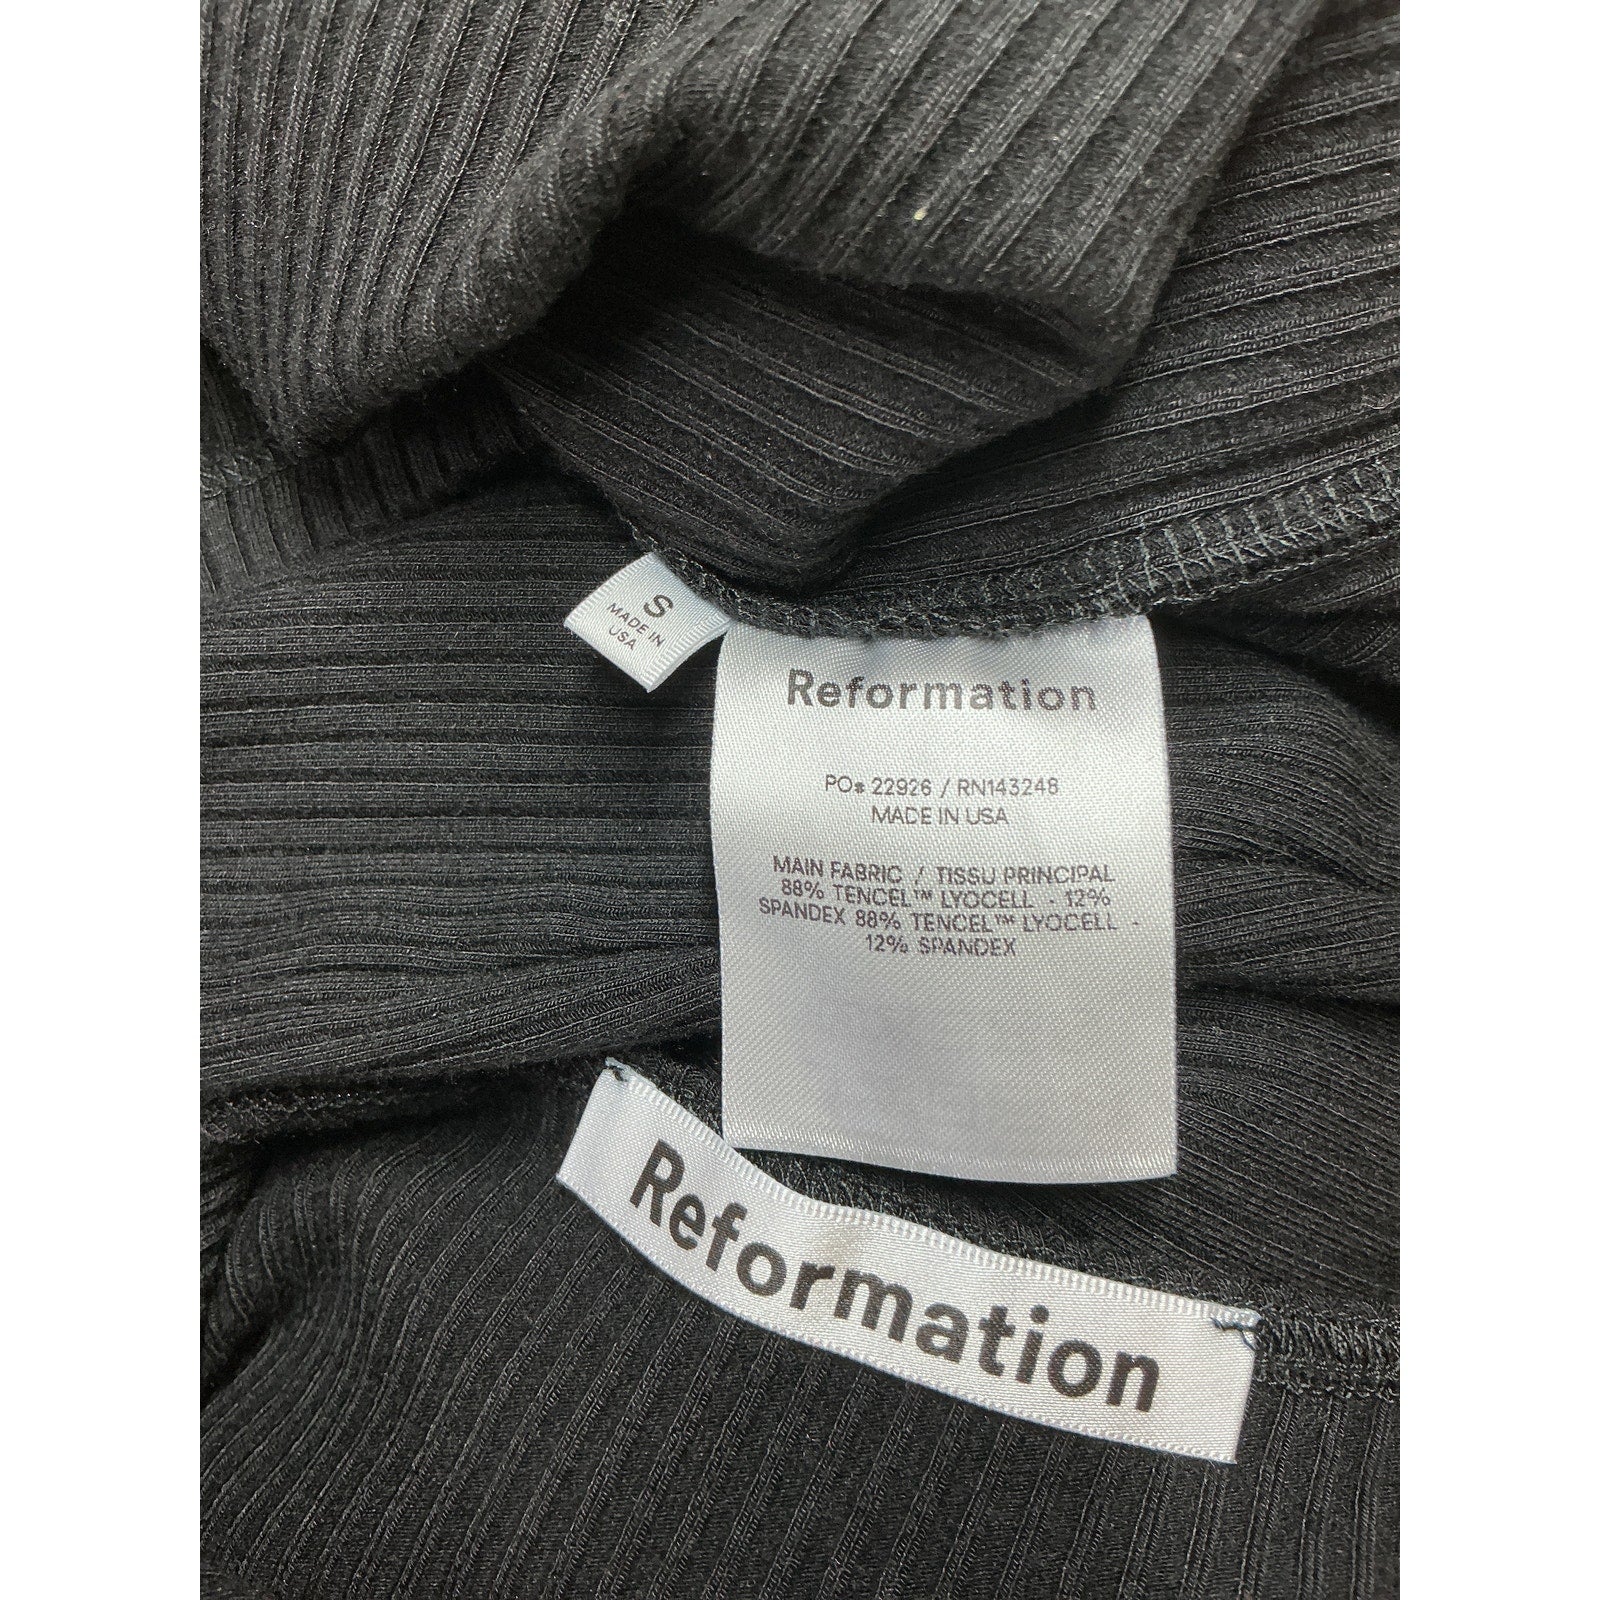 S
MADE IN
USA
Reformation
PO# 22926 / RN143248
MADE IN USA
MAIN FABRIC / TISSU PRINCIPAL
88% TENCEL™ LYOCELL - 12%
SPANDEX 88% TENCEL™ LYOCELL -
12% SPANDEX
Reformation